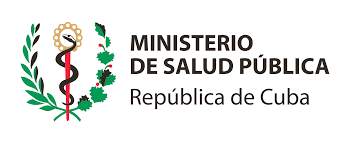 MINISTERIO
DE SALUD PÚBLICA
República de Cuba